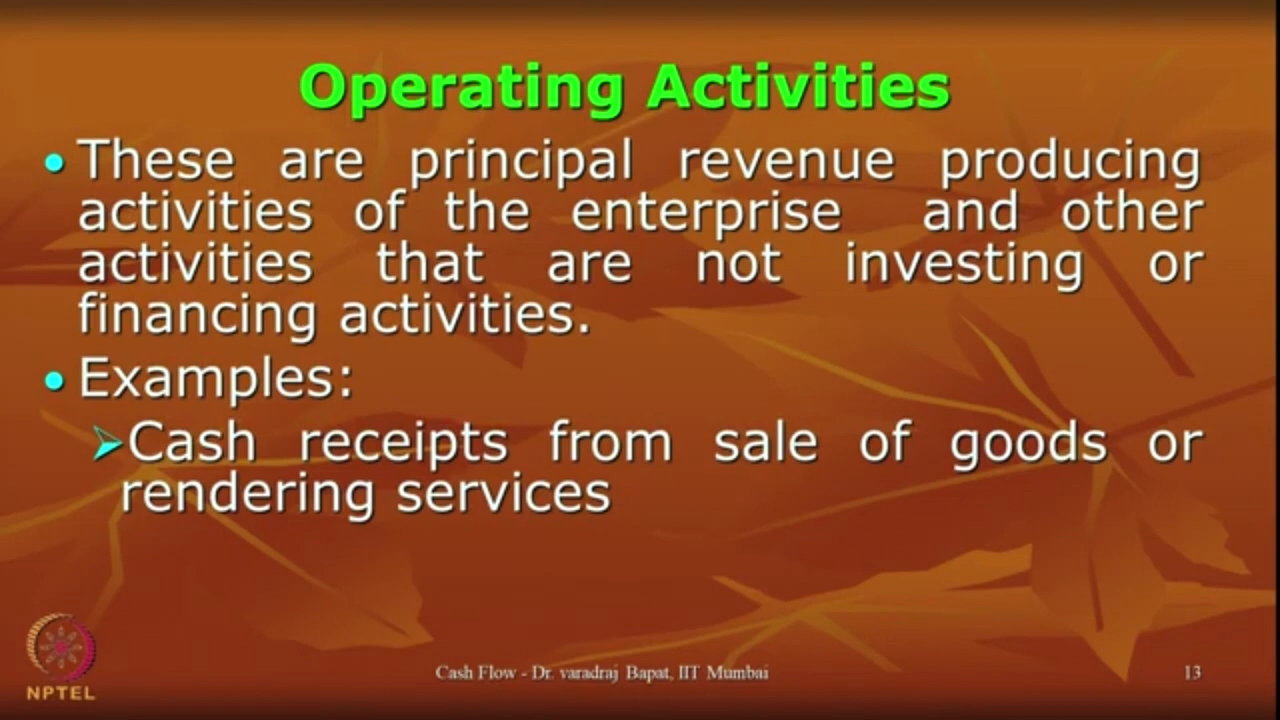 Operating Activities
• These are principal revenue producing
activities of the enterprise and other
activities that are not investing or
financing activities.
• Examples:
➢Cash receipts from sale of goods or
rendering services
NPTEL
Cash Flow - Dr. varadraj Bapat, IIT Mumbai
13